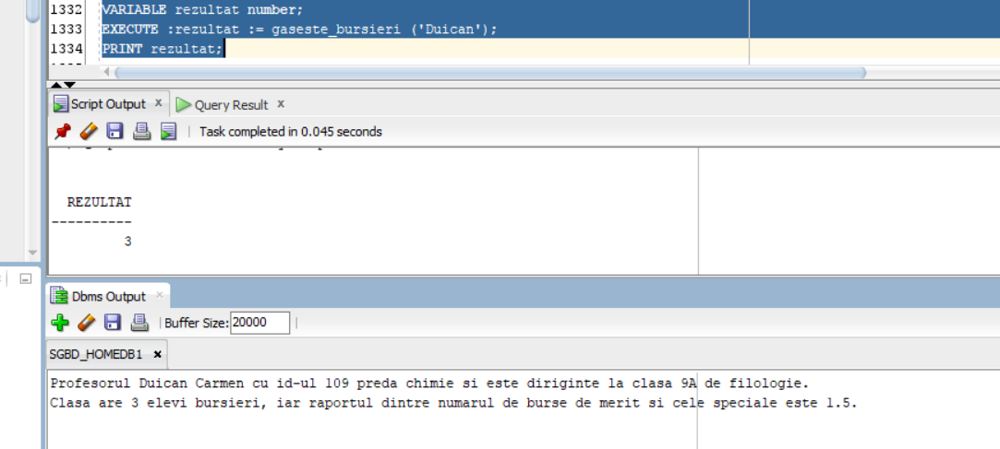 1332 VARIABLE rezultat number;
1333 EXECUTE :rezultat := gaseste_bursieri ('Duican');
1334 PRINT rezultat;
Script Output x Query Result x
Task completed in 0.045 seconds
REZULTAT
----------
3
Dbms Output x
Buffer Size: 20000
SGBD_HOMEDB1 x
Profesorul Duican Carmen cu id-ul 109 preda chimie si este diriginte la clasa 9A de filologie.
Clasa are 3 elevi bursieri, iar raportul dintre numarul de burse de merit si cele speciale este 1.5.